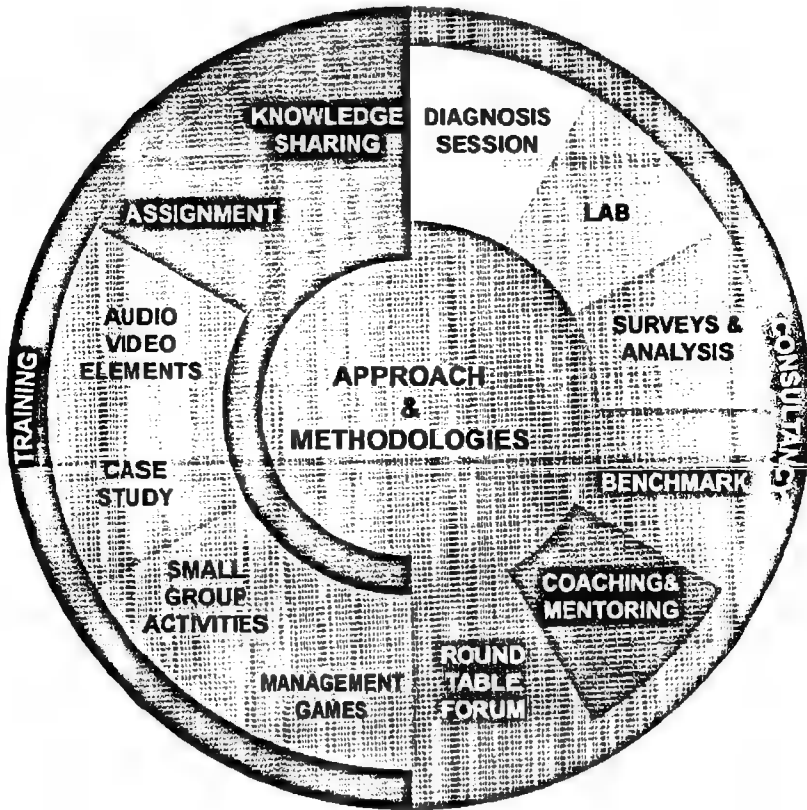 KNOWLEDGE
SHARING
DIAGNOSIS
SESSION
ASSIGNMENT
LAB
AUDIO
VIDEO
ELEMENTS
SURVEYS &
ANALYSIS
TRAINING
APPROACH
&
METHODOLOGIES
CASE
STUDY
BENCHMARK
SMALL
GROUP
ACTIVITIES
COACHING&
MENTORING
MANAGEMENT
GAMES
ROUND
TABLE
FORUM